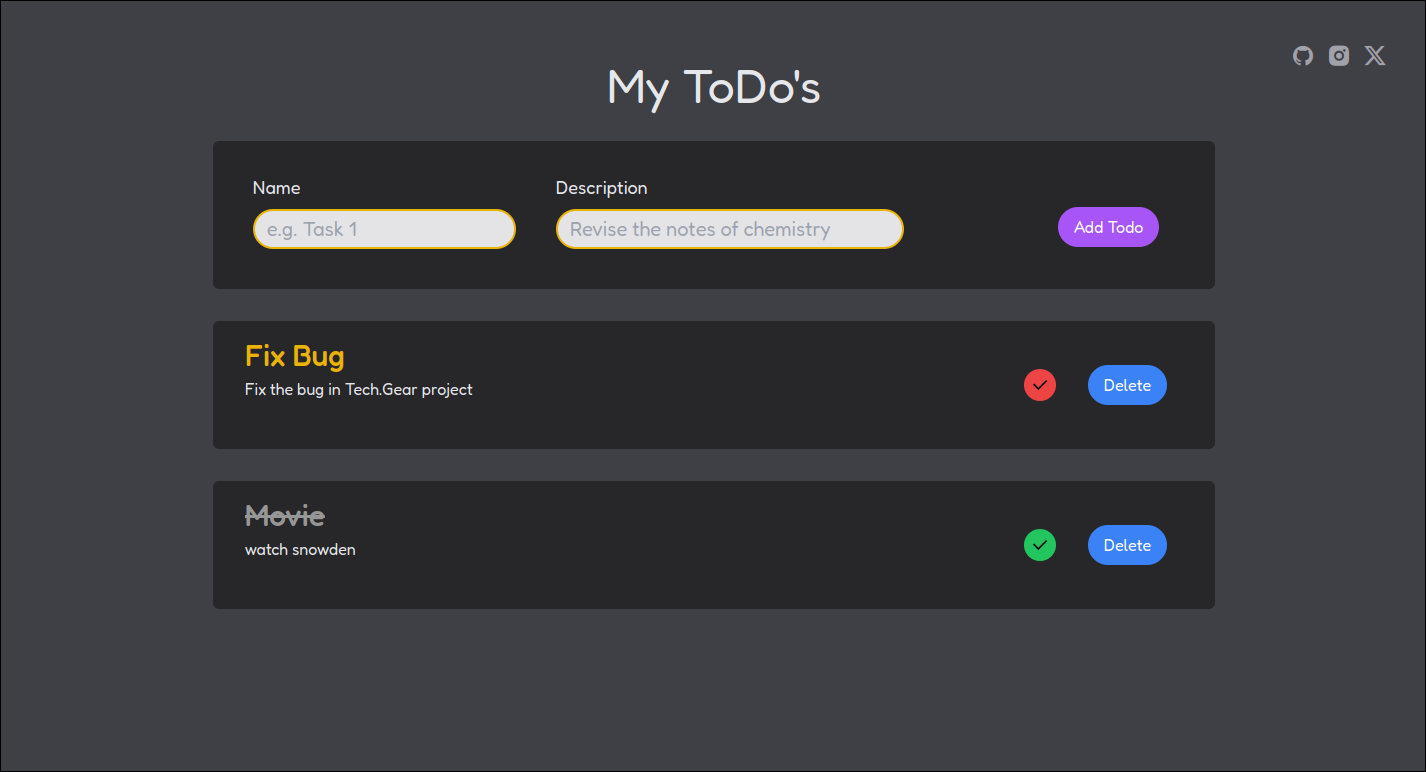 My ToDo's
Name
Description
e.g. Task 1
Revise the notes of chemistry
Add Todo
Fix Bug
Fix the bug in Tech.Gear project
Delete
Movie
watch snowden
Delete